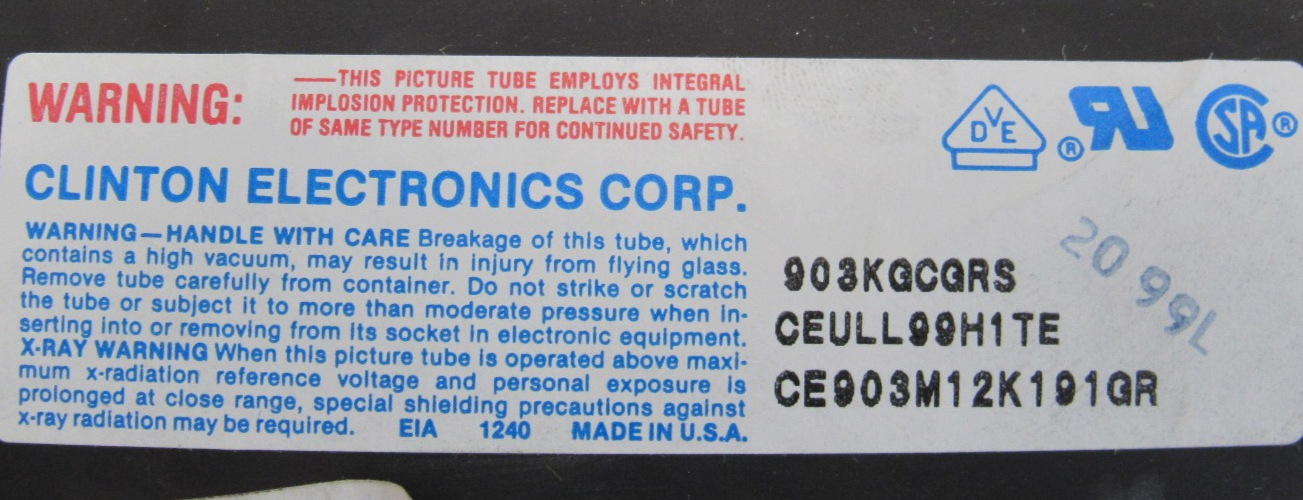 WARNING:
——THIS PICTURE TUBE EMPLOYS INTEGRAL
IMPLOSION PROTECTION. REPLACE WITH A TUBE
OF SAME TYPE NUMBER FOR CONTINUED SAFETY.
DVE
® UR
SA ®
CLINTON ELECTRONICS CORP.
WARNING—HANDLE WITH CARE Breakage of this tube, which
contains a high vacuum, may result in injury from flying glass.
Remove tube carefully from container. Do not strike or scratch
the tube or subject it to more than moderate pressure when in-
serting into or removing from its socket in electronic equipment.
X-RAY WARNING When this picture tube is operated above maxi-
mum x-radiation reference voltage and personal exposure is
prolonged at close range, special shielding precautions against
x-ray radiation may be required. EIA 1240 MADE IN U.S.A.
903KGCGRS
CEULL99H1TE
CE903M12K191GR
20 99L